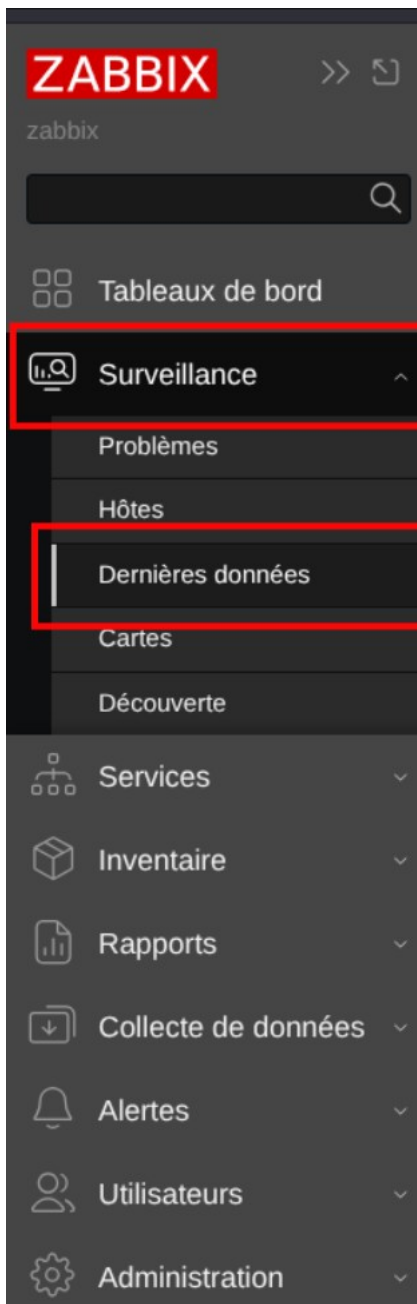 ZABBIX
zabbix
Tableaux de bord
Surveillance
Problèmes
Hôtes
Dernières données
Cartes
Découverte
Services
Inventaire
Rapports
Collecte de données
Alertes
Utilisateurs
Administration